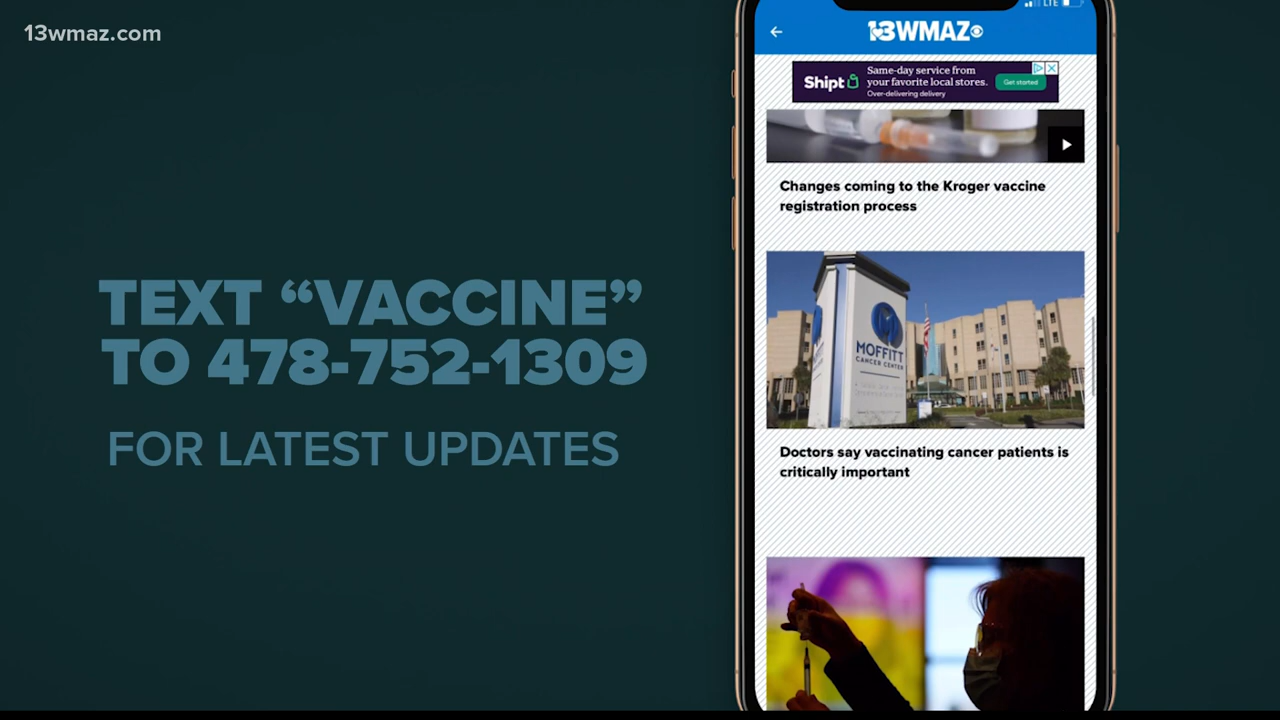 13wmaz.com
TEXT “VACCINE”
TO 478-752-1309
FOR LATEST UPDATES
LTE
13WMAZ
Shipt
Same-day service from
your favorite local stores.
Over-delivering delivery
Get started
Changes coming to the Kroger vaccine
registration process
MOFFITT
CANCER CENTER
Doctors say vaccinating cancer patients is
critically important